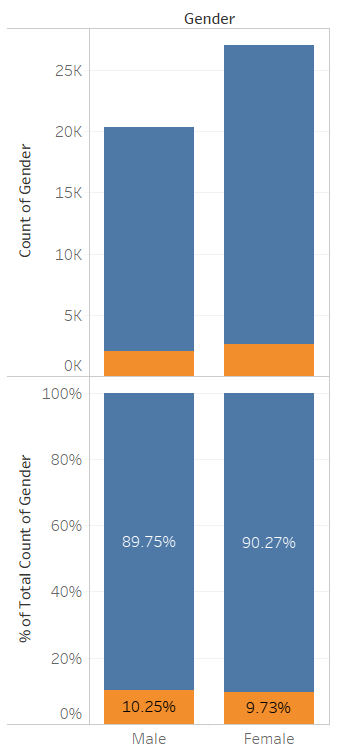 Gender
Count of Gender
25K
20K
15K
10K
5K
0K
% of Total Count of Gender
100%
80%
60%
40%
20%
0%
89.75%
90.27%
10.25%
9.73%
Male
Female